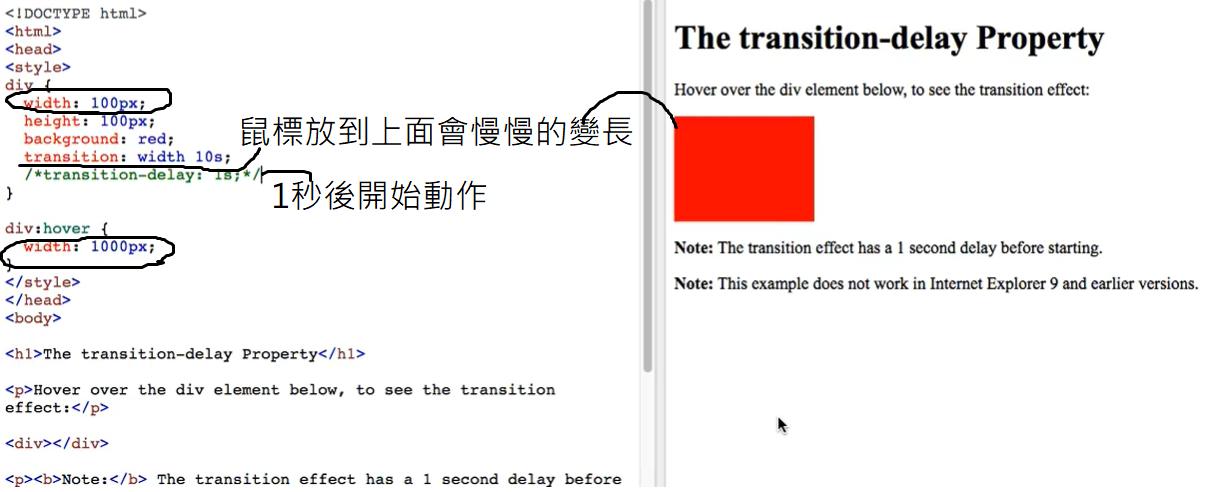 <!DOCTYPE html>
<html>
<head>
<style>
div {
width: 100px;
height: 100px;
background: red;
transition: width 10s;
/*transition-delay: 1s;*/
}
div:hover {
width: 1000px;
}
</style>
</head>
<body>
<h1>The transition-delay Property</h1>
<p>Hover over the div element below, to see the transition
effect:</p>
<div></div>
<p><b>Note:</b> The transition effect has a 1 second delay before
鼠標放到上面會慢慢的變長
1秒後開始動作
The transition-delay Property
Hover over the div element below, to see the transition effect:
Note: The transition effect has a 1 second delay before starting.
Note: This example does not work in Internet Explorer 9 and earlier versions.